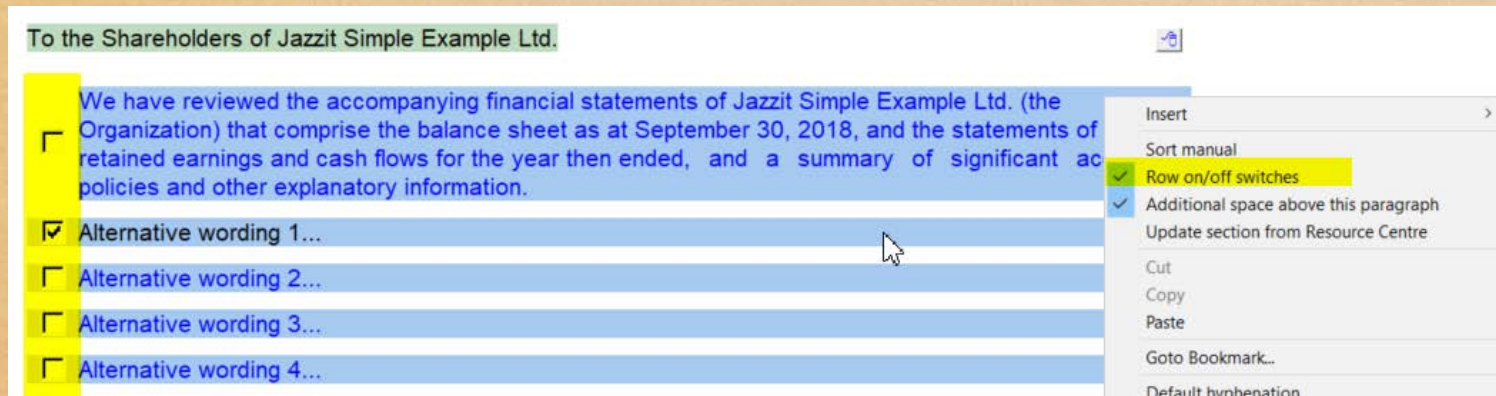 To the Shareholders of Jazzit Simple Example Ltd.
We have reviewed the accompanying financial statements of Jazzit Simple Example Ltd. (the
Organization) that comprise the balance sheet as at September 30, 2018, and the statements of
retained earnings and cash flows for the year then ended, and a summary of significant ac
policies and other explanatory information.
Alternative wording 1...
Alternative wording 2...
Alternative wording 3...
Alternative wording 4...
Insert
Sort manual
Row on/off switches
Additional space above this paragraph
Update section from Resource Centre
Cut
Copy
Paste
Goto Bookmark...
Default hyphenation